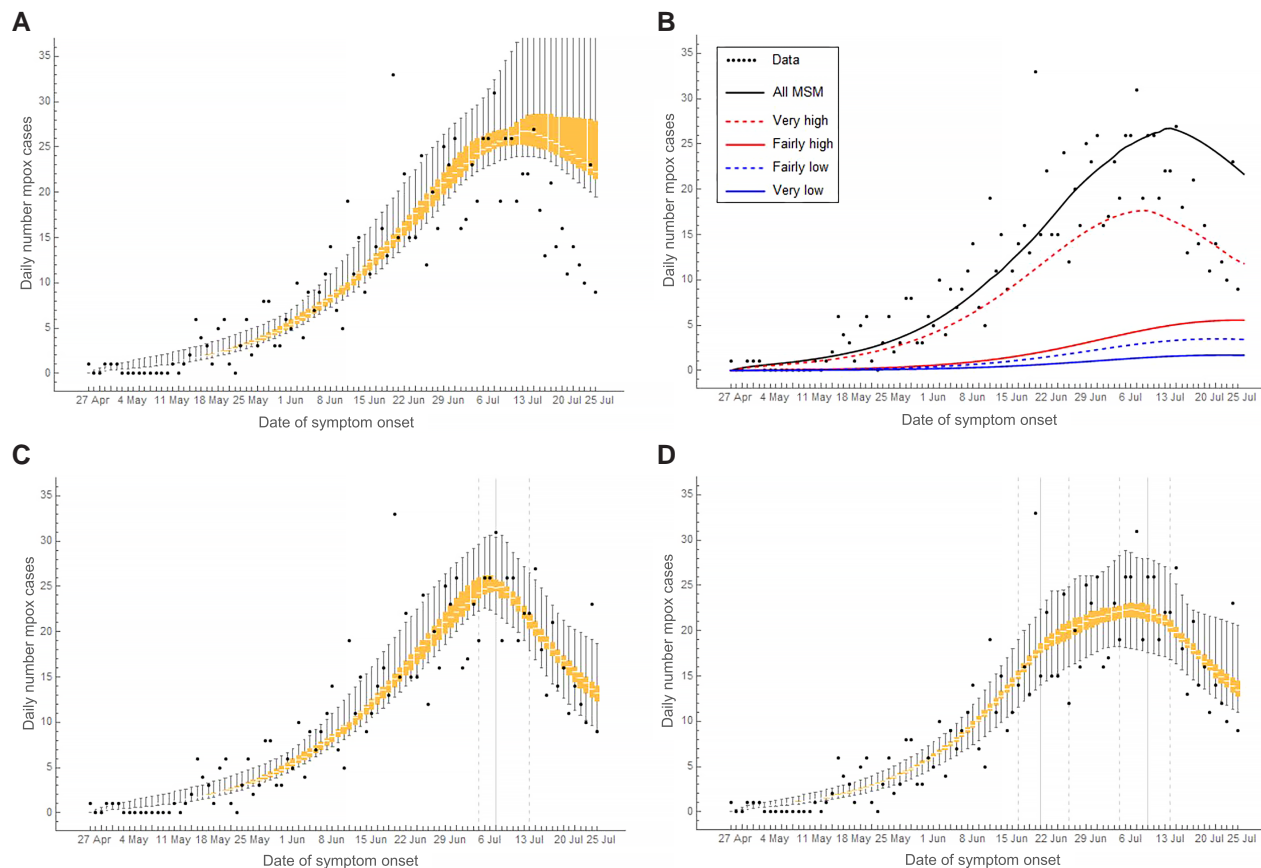 A
35
30
25
20
15
10
5
0
Daily number mpox cases
27 Apr 4 May 11 May 18 May 25 May 1 Jun 8 Jun 15 Jun 22 Jun 29 Jun 6 Jul 13 Jul 20 Jul 25 Jul
Date of symptom onset
B
35
30
25
20
15
10
5
0
Daily number mpox cases
Data
All MSM
Very high
Fairly high
Fairly low
Very low
27 Apr 4 May 11 May 18 May 25 May 1 Jun 8 Jun 15 Jun 22 Jun 29 Jun 6 Jul 13 Jul 20 Jul 25 Jul
Date of symptom onset
C
35
30
25
20
15
10
5
0
Daily number mpox cases
27 Apr 4 May 11 May 18 May 25 May 1 Jun 8 Jun 15 Jun 22 Jun 29 Jun 6 Jul 13 Jul 20 Jul 25 Jul
Date of symptom onset
D
35
30
25
20
15
10
5
0
Daily number mpox cases
27 Apr 4 May 11 May 18 May 25 May 1 Jun 8 Jun 15 Jun 22 Jun 29 Jun 6 Jul 13 Jul 20 Jul 25 Jul
Date of symptom onset